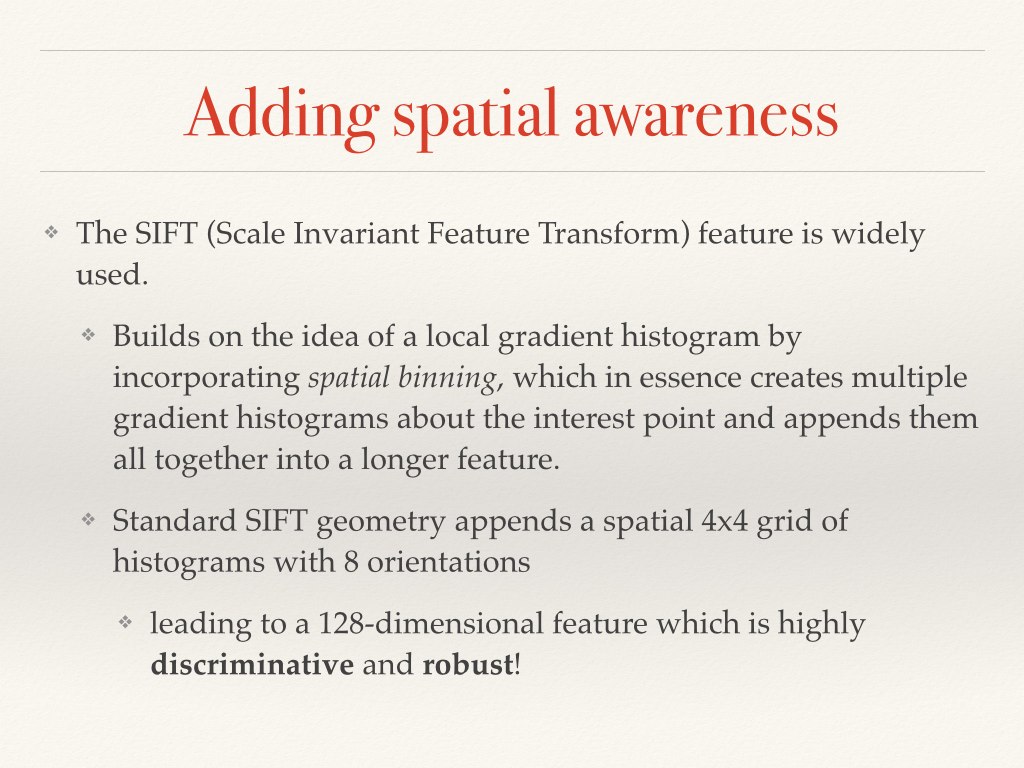 Adding spatial awareness
❖ The SIFT (Scale Invariant Feature Transform) feature is widely
used.
❖ Builds on the idea of a local gradient histogram by
incorporating spatial binning, which in essence creates multiple
gradient histograms about the interest point and appends them
all together into a longer feature.
❖ Standard SIFT geometry appends a spatial 4x4 grid of
histograms with 8 orientations
❖ leading to a 128-dimensional feature which is highly
discriminative and robust!